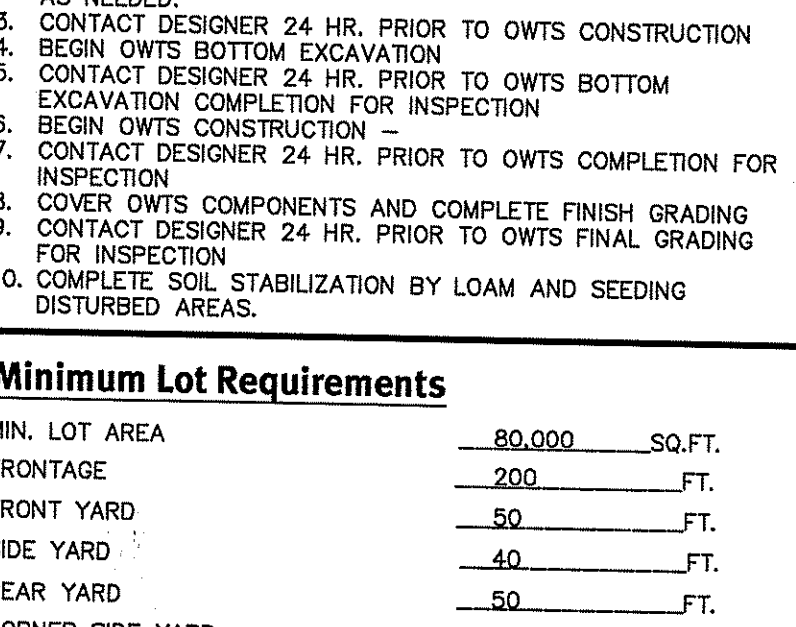 AS NEEDED.
3. CONTACT DESIGNER 24 HR. PRIOR TO OWTS CONSTRUCTION
4. BEGIN OWTS BOTTOM EXCAVATION
5. CONTACT DESIGNER 24 HR. PRIOR TO OWTS BOTTOM
EXCAVATION COMPLETION FOR INSPECTION
6. BEGIN OWTS CONSTRUCTION –
7. CONTACT DESIGNER 24 HR. PRIOR TO OWTS COMPLETION FOR
INSPECTION
8. COVER OWTS COMPONENTS AND COMPLETE FINISH GRADING
9. CONTACT DESIGNER 24 HR. PRIOR TO OWTS FINAL GRADING
FOR INSPECTION
0. COMPLETE SOIL STABILIZATION BY LOAM AND SEEDING
DISTURBED AREAS.
Minimum Lot Requirements
MIN. LOT AREA 80,000 SQ.FT.
RONTAGE 200 FT.
RONT YARD 50 FT.
IDE YARD 40 FT.
EAR YARD 50 FT.
ORNER SIDE YARD